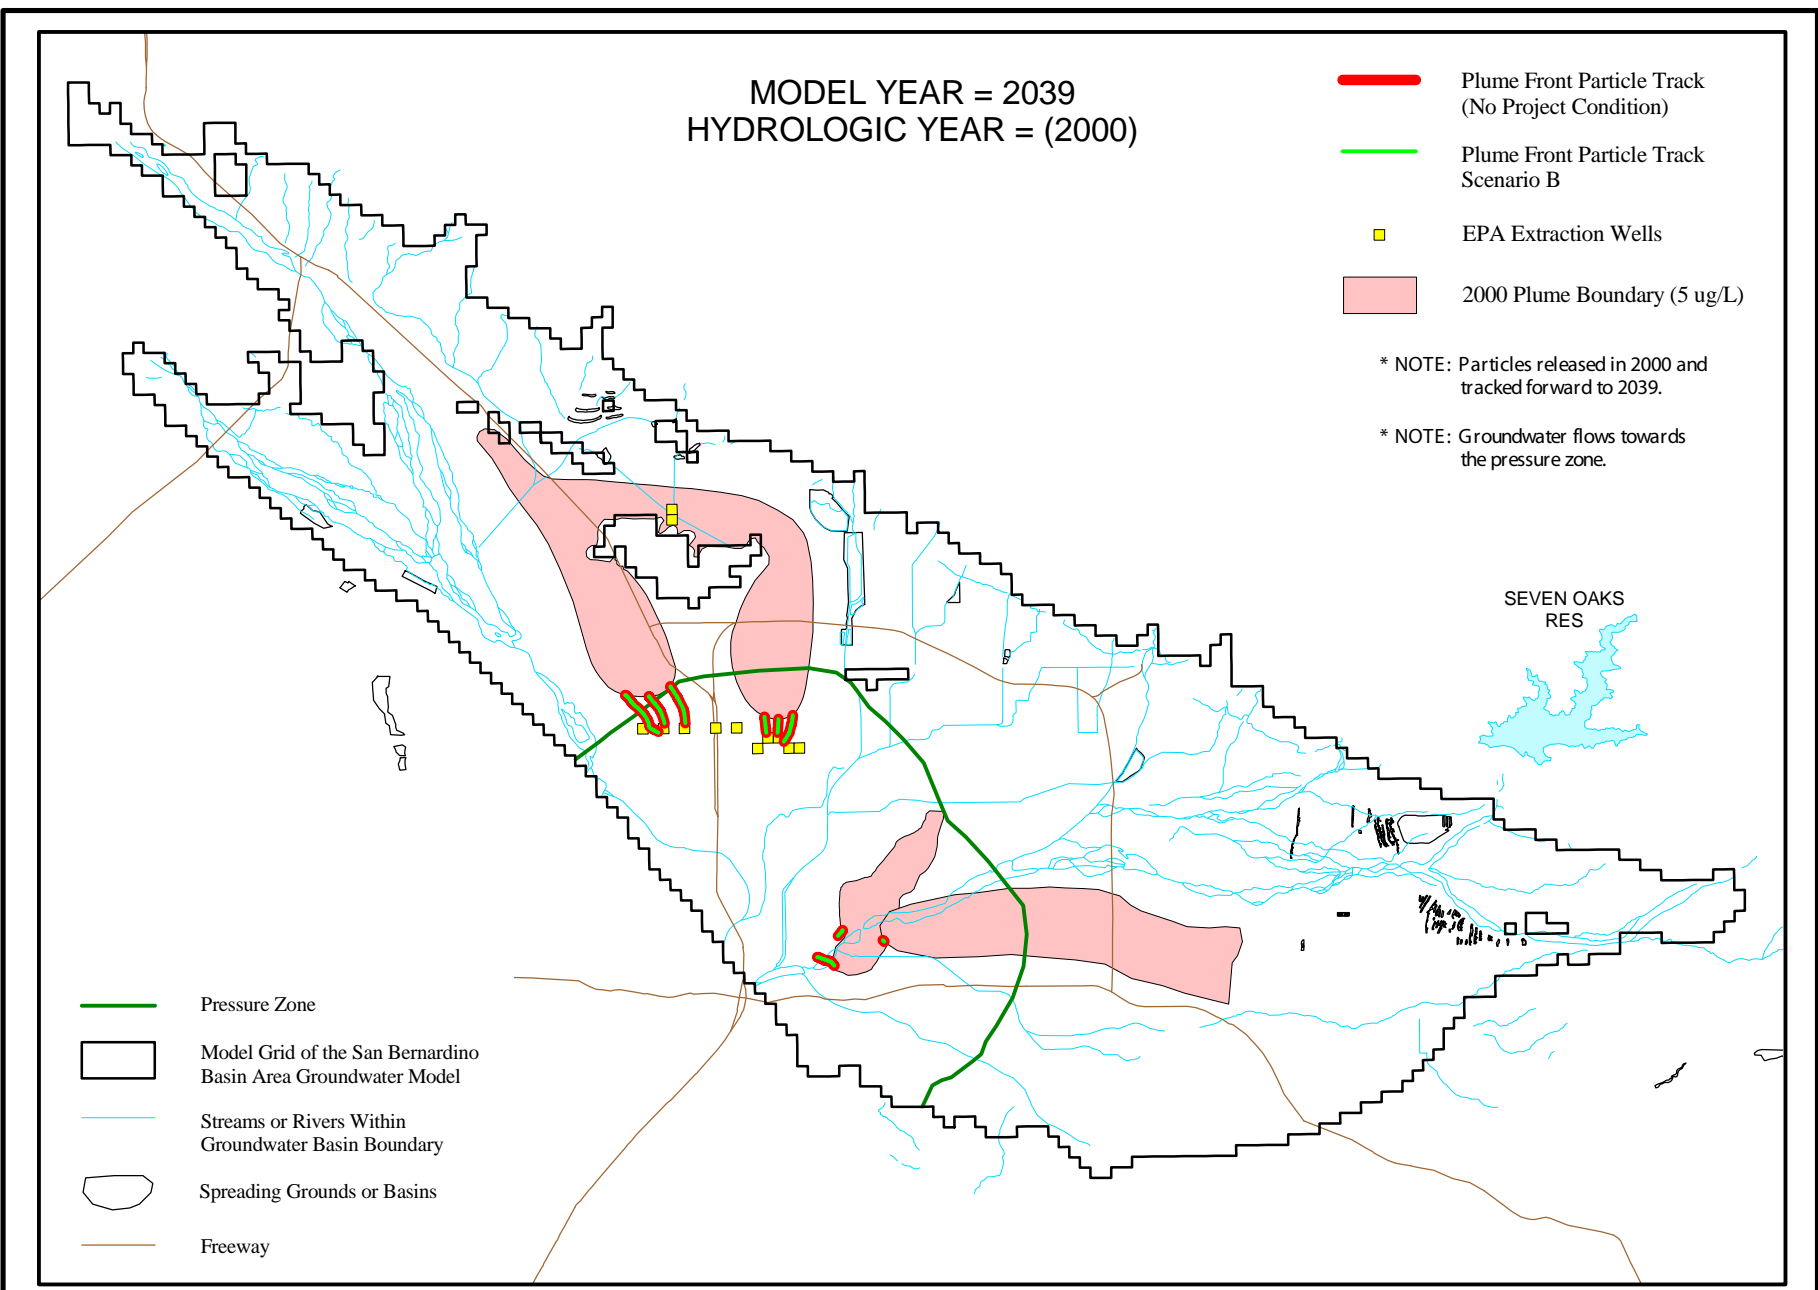 MODEL YEAR = 2039
HYDROLOGIC YEAR = (2000)
Plume Front Particle Track
(No Project Condition)
Plume Front Particle Track
Scenario B
EPA Extraction Wells
2000 Plume Boundary (5 ug/L)
* NOTE: Particles released in 2000 and
tracked forward to 2039.
* NOTE: Groundwater flows towards
the pressure zone.
SEVEN OAKS
RES
Pressure Zone
Model Grid of the San Bernardino
Basin Area Groundwater Model
Streams or Rivers Within
Groundwater Basin Boundary
Spreading Grounds or Basins
Freeway